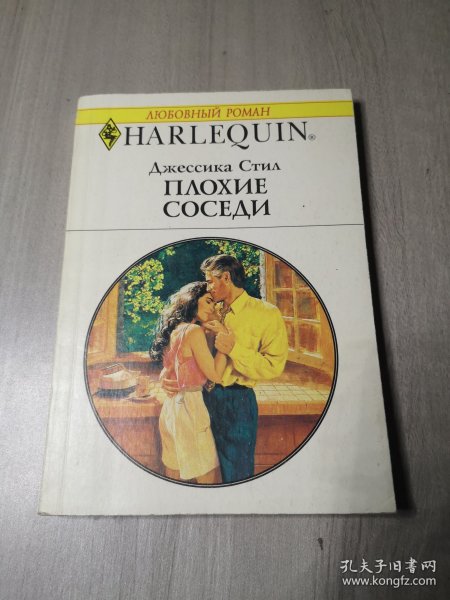 ЛЮБОВНЫЙ РОМАН
HARLEQUIN®
Джессика Стил
ПЛОХИЕ
СОСЕДИ
孔夫子旧书网
www.kongfz.com